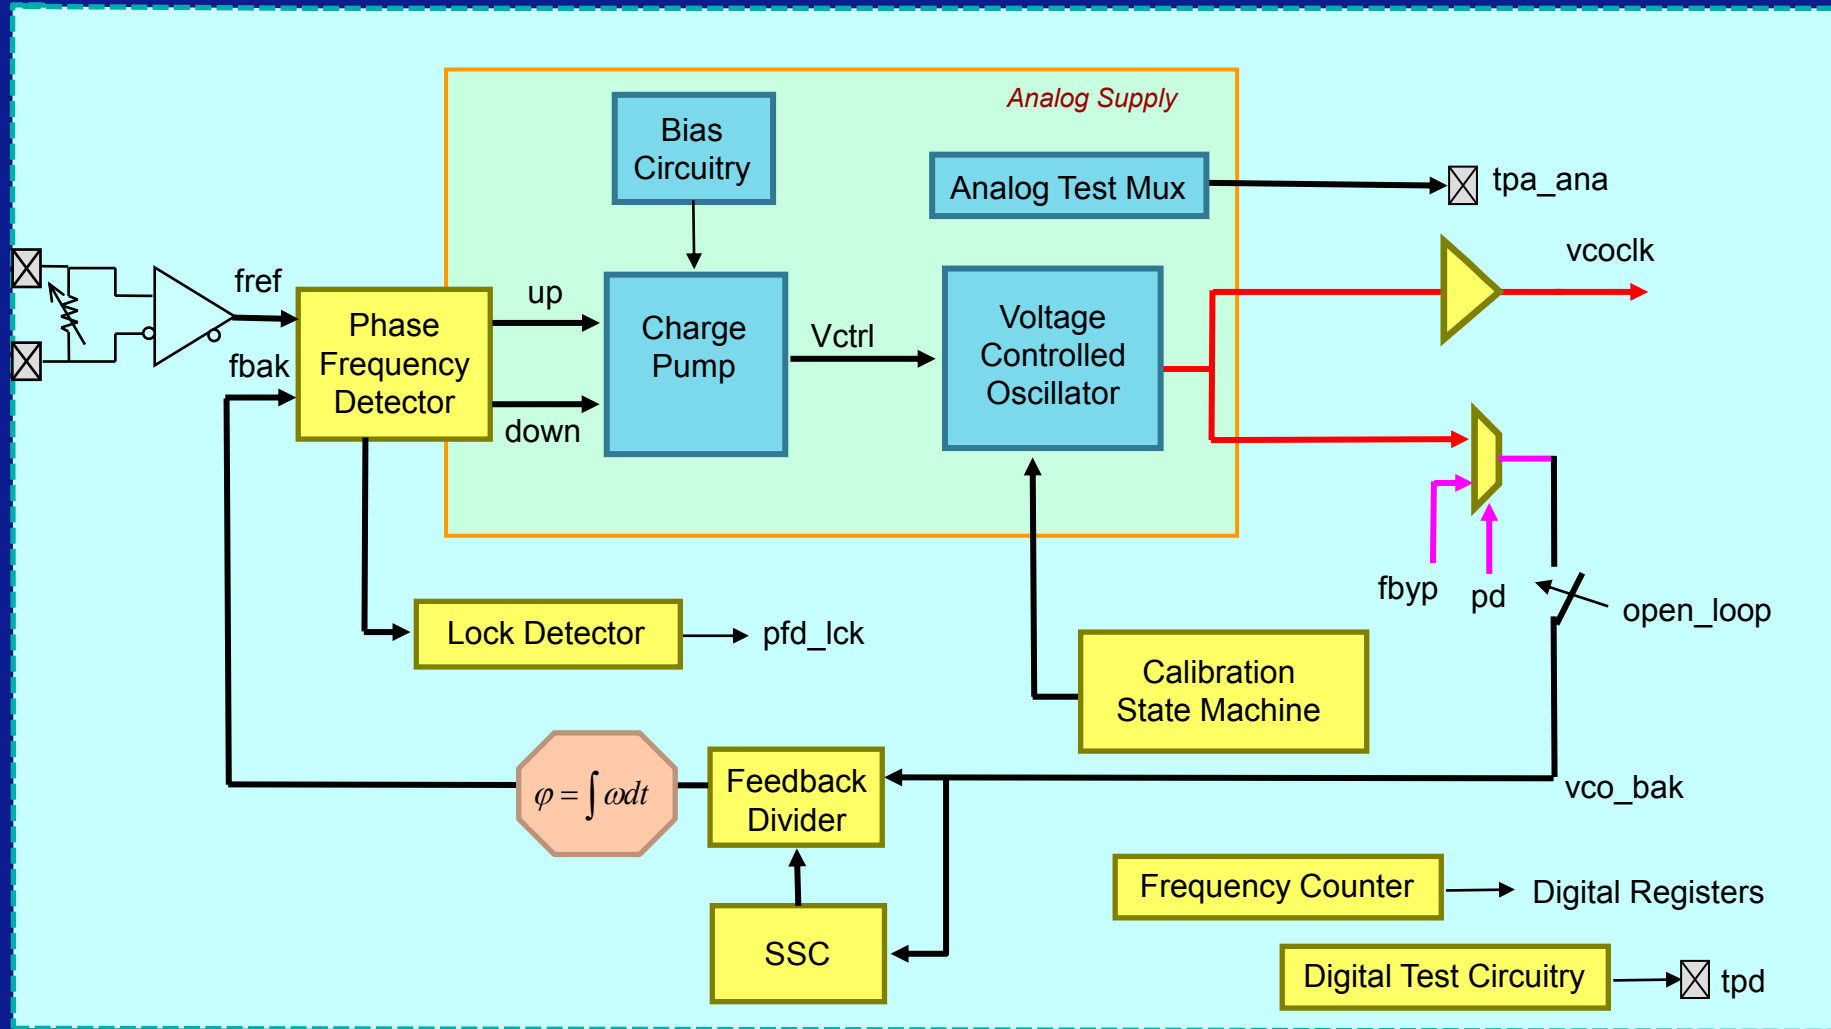 Analog Supply
Bias
Circuitry
Analog Test Mux
tpa_ana
vcoclk
fref
fbak
Phase
Frequency
Detector
up
down
Charge
Pump
Vctrl
Voltage
Controlled
Oscillator
fbyp
pd
open_loop
Lock Detector
pfd_lck
Calibration
State Machine
φ = ∫ ωdt
Feedback
Divider
vco_bak
SSC
Frequency Counter
Digital Registers
Digital Test Circuitry
tpd